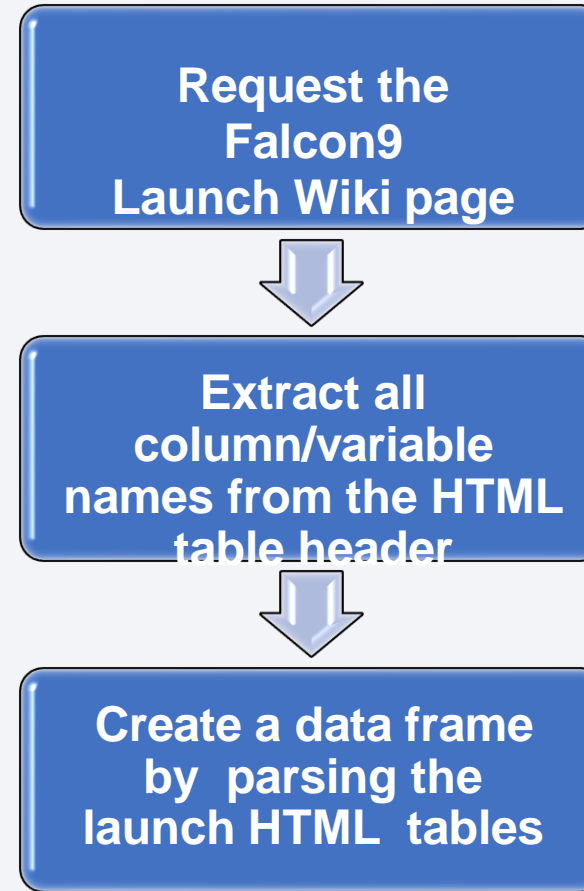 Request the
Falcon9
Launch Wiki page
Extract all
column/variable
names from the HTML
table header
Create a data frame
by  parsing the
launch HTML  tables